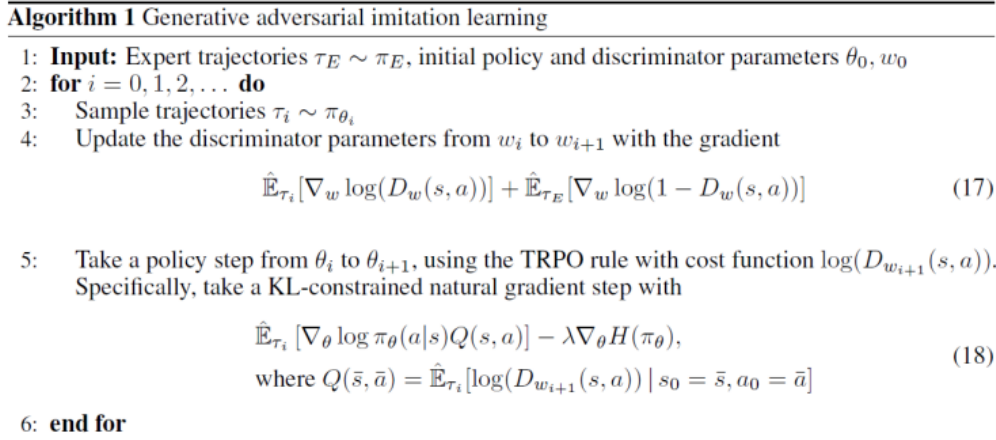 Algorithm 1 Generative adversarial imitation learning
1: Input: Expert trajectories τ_E ∼ π_E, initial policy and discriminator parameters θ_0, w_0
2: for i = 0, 1, 2, . . . do
3: Sample trajectories τ_i ∼ π_{θ_i}
4: Update the discriminator parameters from w_i to w_{i+1} with the gradient
Ê_{τ_i}[∇_w log(D_w(s, a))] + Ê_{τ_E}[∇_w log(1 − D_w(s, a))] (17)
5: Take a policy step from θ_i to θ_{i+1}, using the TRPO rule with cost function log(D_{w_{i+1}}(s, a)).
Specifically, take a KL-constrained natural gradient step with
Ê_{τ_i} [∇_θ log π_θ(a|s)Q(s, a)] − λ∇_θ H(π_θ),
where Q(s̄, ā) = Ê_{τ_i}[log(D_{w_{i+1}}(s, a)) | s_0 = s̄, a_0 = ā] (18)
6: end for